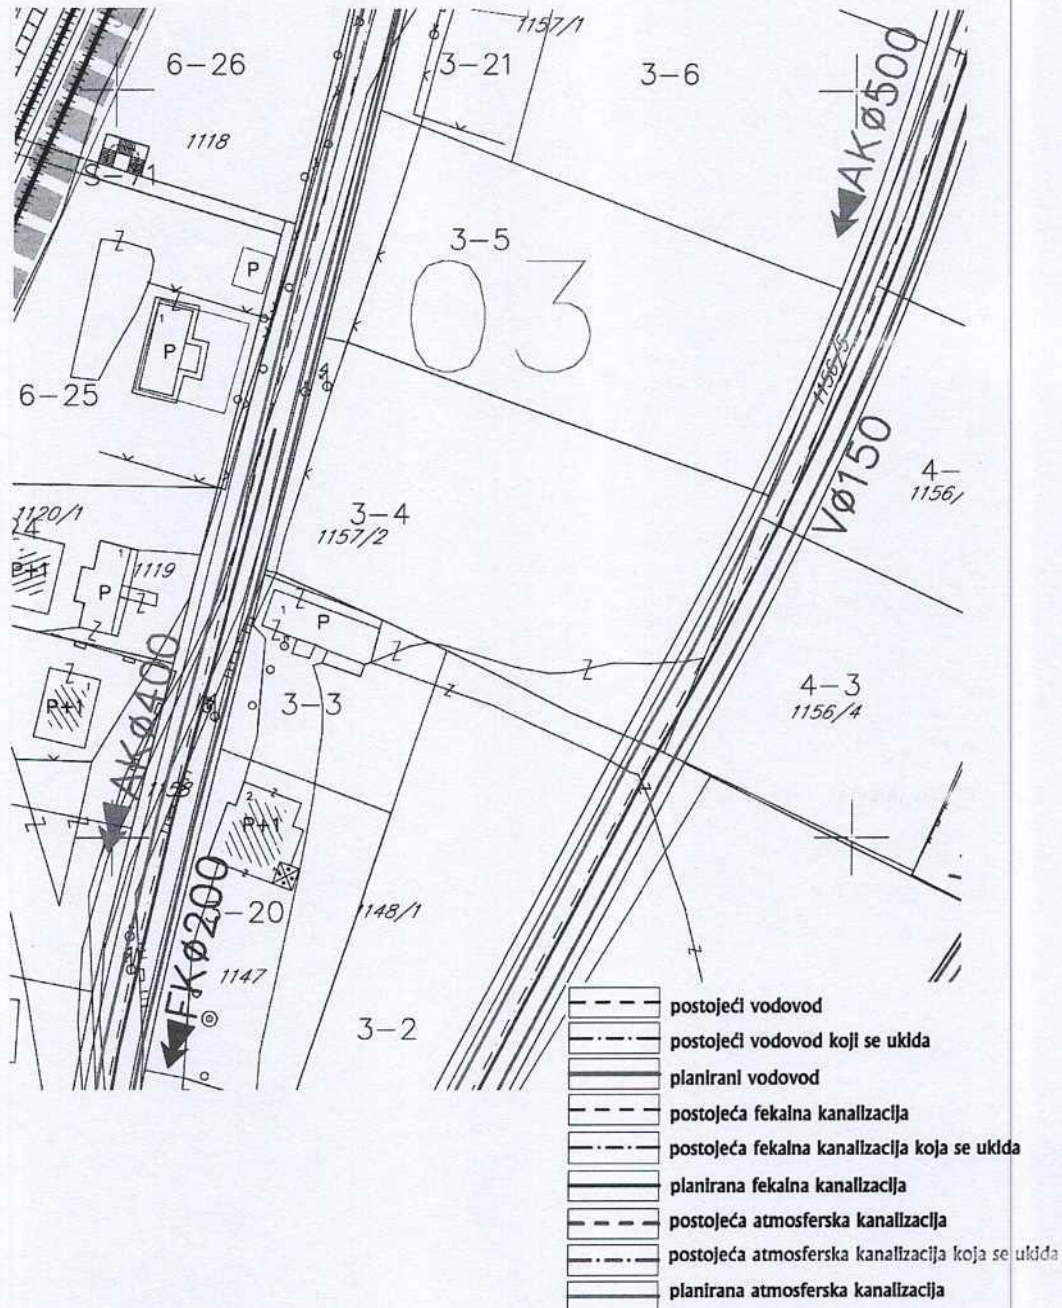 1157/1
6-26
3-21
3-6
AKØ500
1118
S-71
3-5
P
03
P
6-25
1156/5
VØ150
4-
1156/
3-4
1157/2
1120/1
P+1
1119
P
P
4-3
1156/4
P+1
3-3
AKØ400
1158
P+1
FKØ200
-20
1148/1
1147
3-2
postojeći vodovod
postojeći vodovod koji se ukida
planirani vodovod
postojeća fekalna kanalizacija
postojeća fekalna kanalizacija koja se ukida
planirana fekalna kanalizacija
postojeća atmosferska kanalizacija
postojeća atmosferska kanalizacija koja se ukida
planirana atmosferska kanalizacija